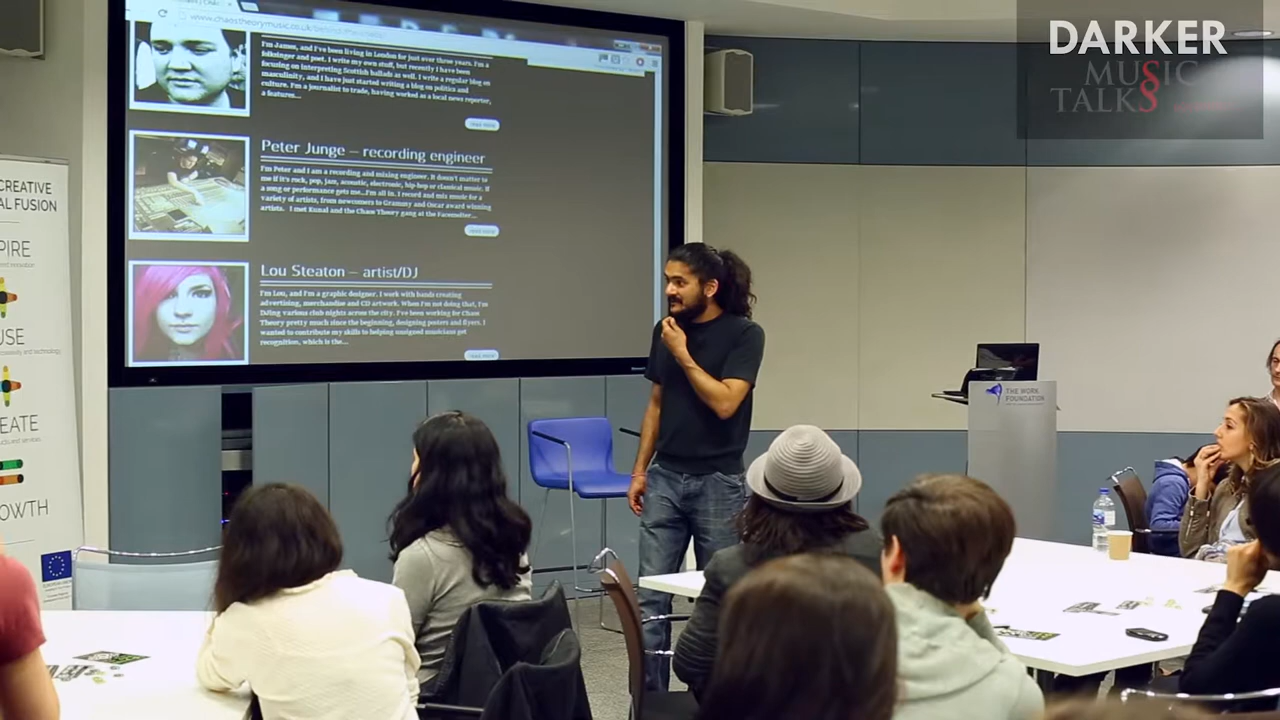 DARKER
MUSIC
TALKS
www.chaostheorymusic.co.uk
I'm James, and I've been living in London for just over three years. I'm a
folksinger and poet. I write my own stuff, but recently I have been
focusing on interpreting Scottish ballads as well. I write a regular blog on
masculinity, and I have just started writing a blog on politics and
culture. I'm a journalist to trade, having worked as a local news reporter,
a features...
read more
Peter Junge – recording engineer
I'm Peter and I am a recording and mixing engineer. It doesn't matter to
me if it's rock, pop, jazz, acoustic, electronic, hip-hop or classical music. If
a song or performance gets me...I'm all in. I record and mix music for a
variety of artists, from newcomers to Grammy and Oscar award winning
artists. I met Kunal and the Chaos Theory gang at the Facemelter...
read more
Lou Steaton – artist/DJ
I'm Lou, and I'm a graphic designer. I work with bands creating
advertising, merchandise and CD artwork. When I'm not doing that, I'm
DJing various club nights across the city. I've been working for Chaos
Theory pretty much since the beginning, designing posters and flyers. I
wanted to contribute my skills to helping unsigned musicians get
recognition, which is the...
read more
CREATIVE
AL FUSION
PIRE
USE
EATE
OWTH
THE WORK
FOUNDATION